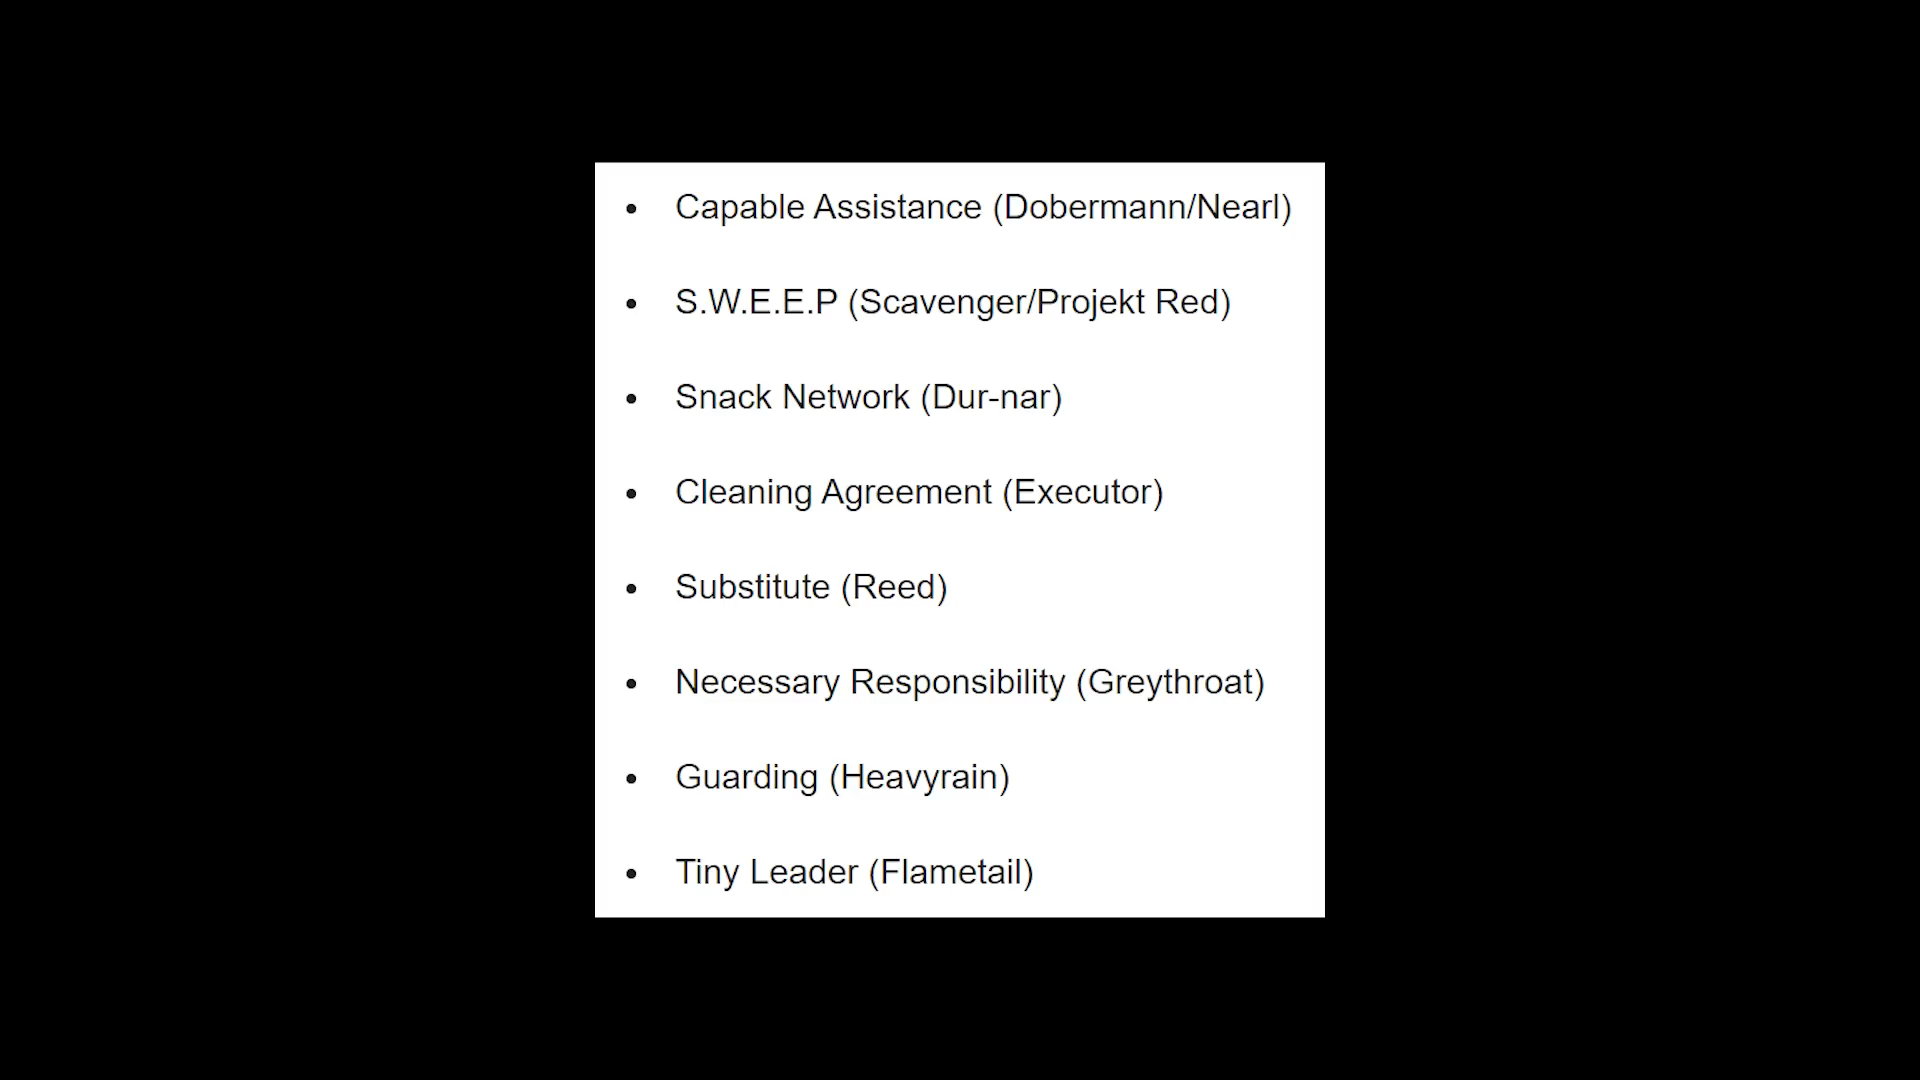 • Capable Assistance (Dobermann/Nearl)
• S.W.E.E.P (Scavenger/Projekt Red)
• Snack Network (Dur-nar)
• Cleaning Agreement (Executor)
• Substitute (Reed)
• Necessary Responsibility (Greythroat)
• Guarding (Heavyrain)
• Tiny Leader (Flametail)